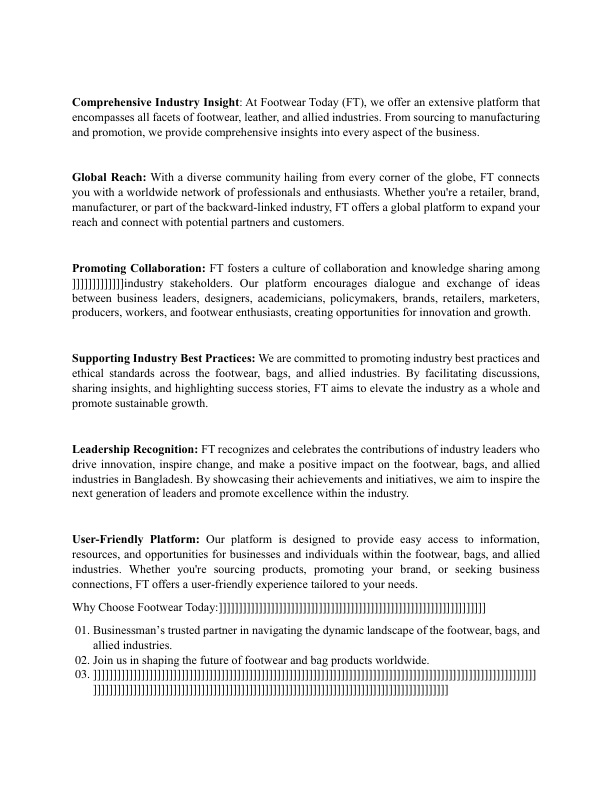 Comprehensive Industry Insight: At Footwear Today (FT), we offer an extensive platform that
encompasses all facets of footwear, leather, and allied industries. From sourcing to manufacturing
and promotion, we provide comprehensive insights into every aspect of the business.
Global Reach: With a diverse community hailing from every corner of the globe, FT connects
you with a worldwide network of professionals and enthusiasts. Whether you're a retailer, brand,
manufacturer, or part of the backward-linked industry, FT offers a global platform to expand your
reach and connect with potential partners and customers.
Promoting Collaboration: FT fosters a culture of collaboration and knowledge sharing among
]]]]]]]]]]]]]industry stakeholders. Our platform encourages dialogue and exchange of ideas
between business leaders, designers, academicians, policymakers, brands, retailers, marketers,
producers, workers, and footwear enthusiasts, creating opportunities for innovation and growth.
Supporting Industry Best Practices: We are committed to promoting industry best practices and
ethical standards across the footwear, bags, and allied industries. By facilitating discussions,
sharing insights, and highlighting success stories, FT aims to elevate the industry as a whole and
promote sustainable growth.
Leadership Recognition: FT recognizes and celebrates the contributions of industry leaders who
drive innovation, inspire change, and make a positive impact on the footwear, bags, and allied
industries in Bangladesh. By showcasing their achievements and initiatives, we aim to inspire the
next generation of leaders and promote excellence within the industry.
User-Friendly Platform: Our platform is designed to provide easy access to information,
resources, and opportunities for businesses and individuals within the footwear, bags, and allied
industries. Whether you're sourcing products, promoting your brand, or seeking business
connections, FT offers a user-friendly experience tailored to your needs.
Why Choose Footwear Today:]]]]]]]]]]]]]]]]]]]]]]]]]]]]]]]]]]]]]]]]]]]]]]]]]]]]]]]]]]]]]]]]]]]
01. Businessman’s trusted partner in navigating the dynamic landscape of the footwear, bags, and
allied industries.
02. Join us in shaping the future of footwear and bag products worldwide.
03. ]]]]]]]]]]]]]]]]]]]]]]]]]]]]]]]]]]]]]]]]]]]]]]]]]]]]]]]]]]]]]]]]]]]]]]]]]]]]]]]]]]]]]]]]]]]]]]]]]]]]]]]]]]]]]]]
]]]]]]]]]]]]]]]]]]]]]]]]]]]]]]]]]]]]]]]]]]]]]]]]]]]]]]]]]]]]]]]]]]]]]]]]]]]]]]]]]]]]]]]]]